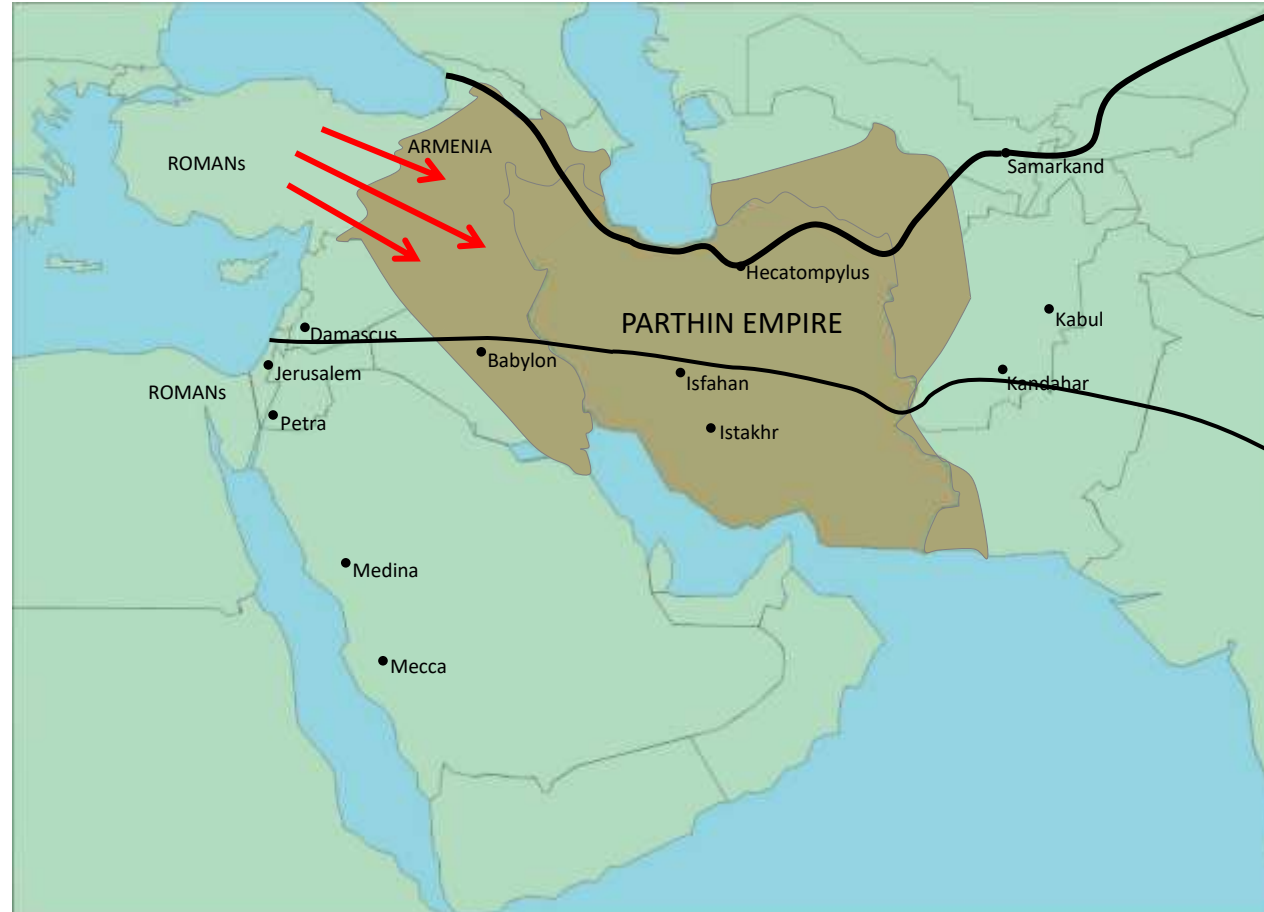 ARMENIA
ROMANs
Samarkand
Hecatompylus
PARTHIN EMPIRE
Kabul
Damascus
Babylon
Jerusalem
Isfahan
Kandahar
ROMANs
Petra
Istakhr
Medina
Mecca